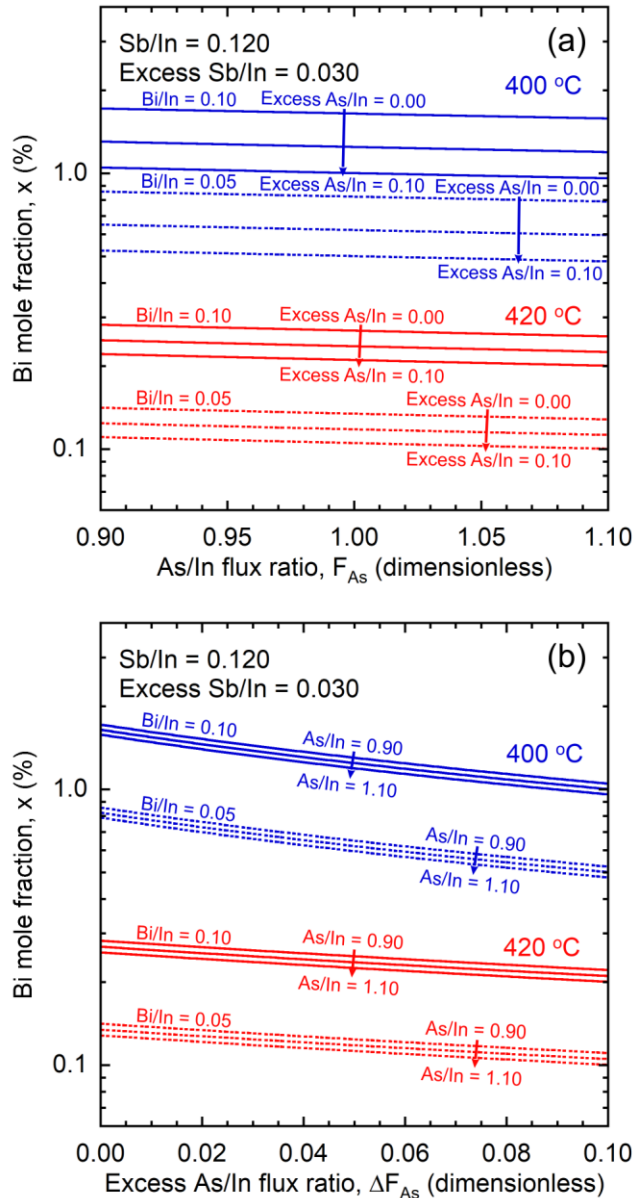 (a)
Sb/In = 0.120
Excess Sb/In = 0.030
400 °C
Bi/In = 0.10
Excess As/In = 0.00
Bi/In = 0.05
Excess As/In = 0.10
Excess As/In = 0.00
Excess As/In = 0.10
Bi/In = 0.10
Excess As/In = 0.00
420 °C
Excess As/In = 0.10
Bi/In = 0.05
Excess As/In = 0.00
Excess As/In = 0.10
1.0
0.1
Bi mole fraction, x (%)
0.90 0.95 1.00 1.05 1.10
As/In flux ratio, F_As (dimensionless)
(b)
Sb/In = 0.120
Excess Sb/In = 0.030
Bi/In = 0.10
As/In = 0.90
400 °C
As/In = 1.10
Bi/In = 0.05
As/In = 0.90
As/In = 1.10
Bi/In = 0.10
As/In = 0.90
420 °C
As/In = 1.10
Bi/In = 0.05
As/In = 0.90
As/In = 1.10
1.0
0.1
Bi mole fraction, x (%)
0.00 0.02 0.04 0.06 0.08 0.10
Excess As/In flux ratio, ΔF_As (dimensionless)